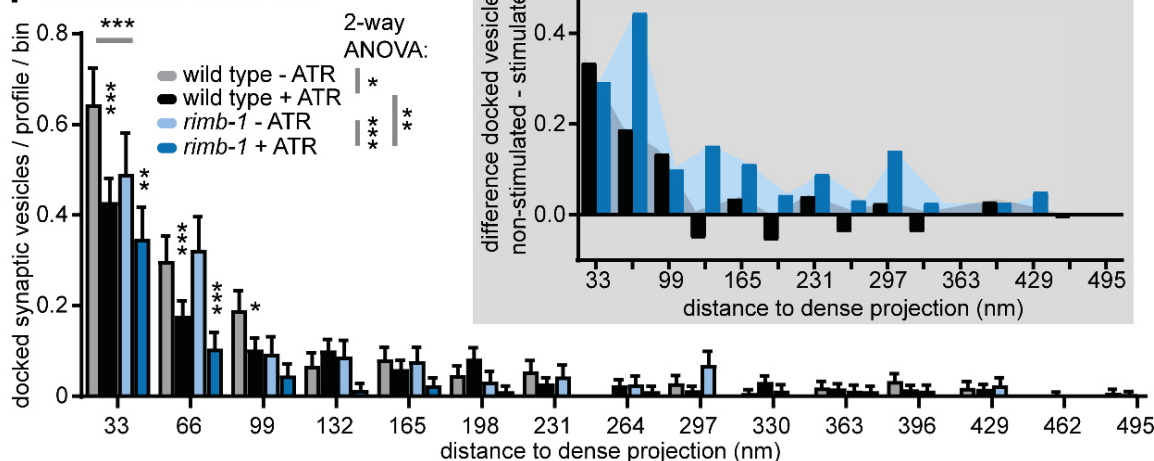 0.8
***
2-way
ANOVA:
wild type - ATR
wild type + ATR
rimb-1 - ATR
rimb-1 + ATR
*
***
**
0.6
0.4
0.2
0
docked synaptic vesicles / profile / bin
***
**
***
***
*
33 66 99 132 165 198 231 264 297 330 363 396 429 462 495
distance to dense projection (nm)
difference docked vesicle
non-stimulated - stimulate
0.4
0.2
0.0
33 99 165 231 297 363 429 495
distance to dense projection (nm)